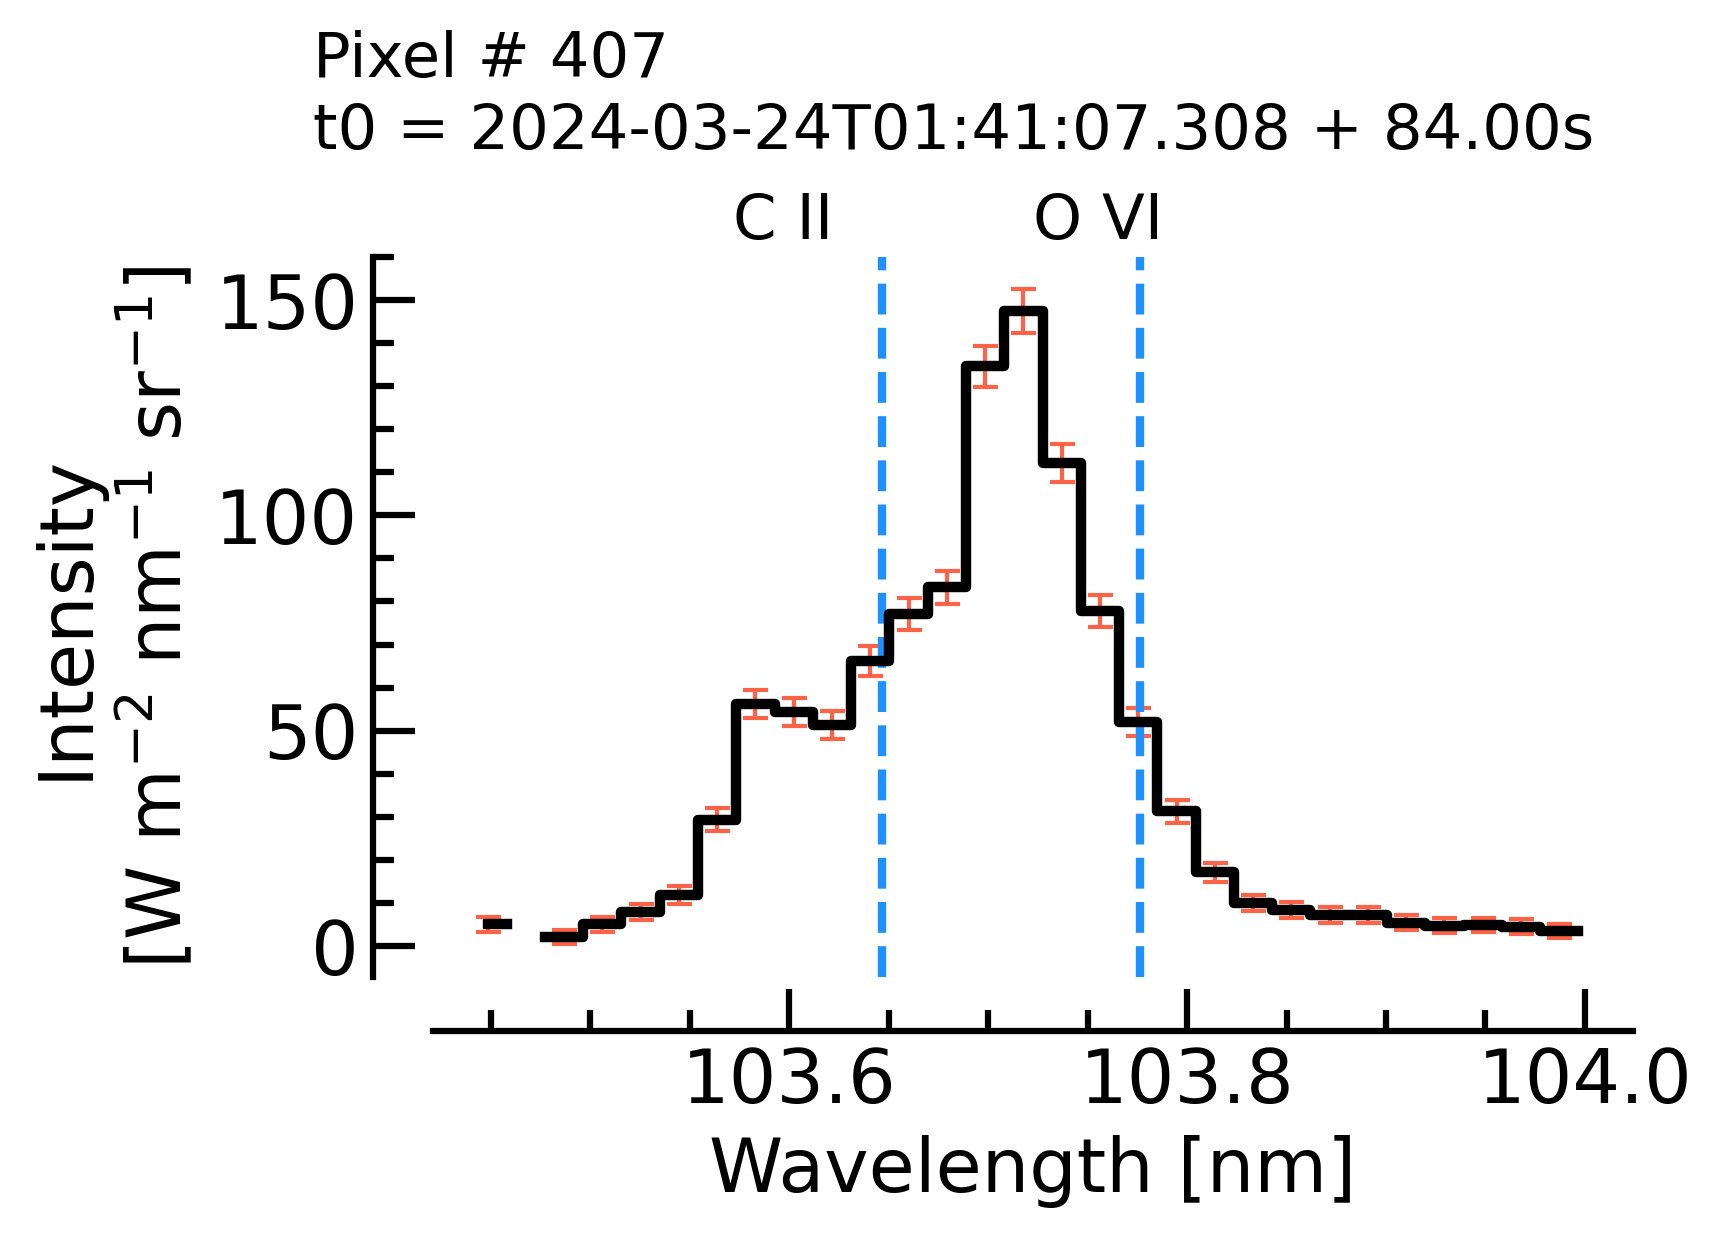 Pixel # 407
t0 = 2024-03-24T01:41:07.308 + 84.00s
C II O VI
Intensity
[W m⁻² nm⁻¹ sr⁻¹]
150
100
50
0
103.6 103.8 104.0
Wavelength [nm]